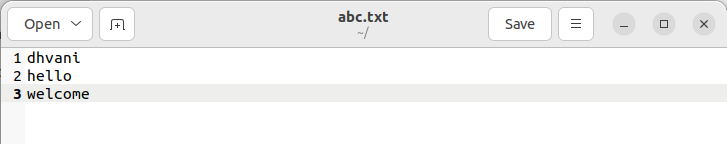 Open abc.txt Save
~/
1 dhvani
2 hello
3 welcome